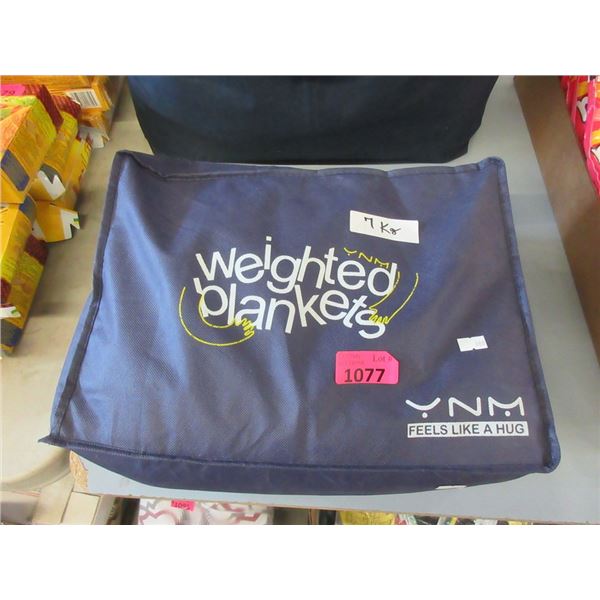 7 Kg
YNM
weighted
blankets
Lot #
1077
YNM
FEELS LIKE A HUG